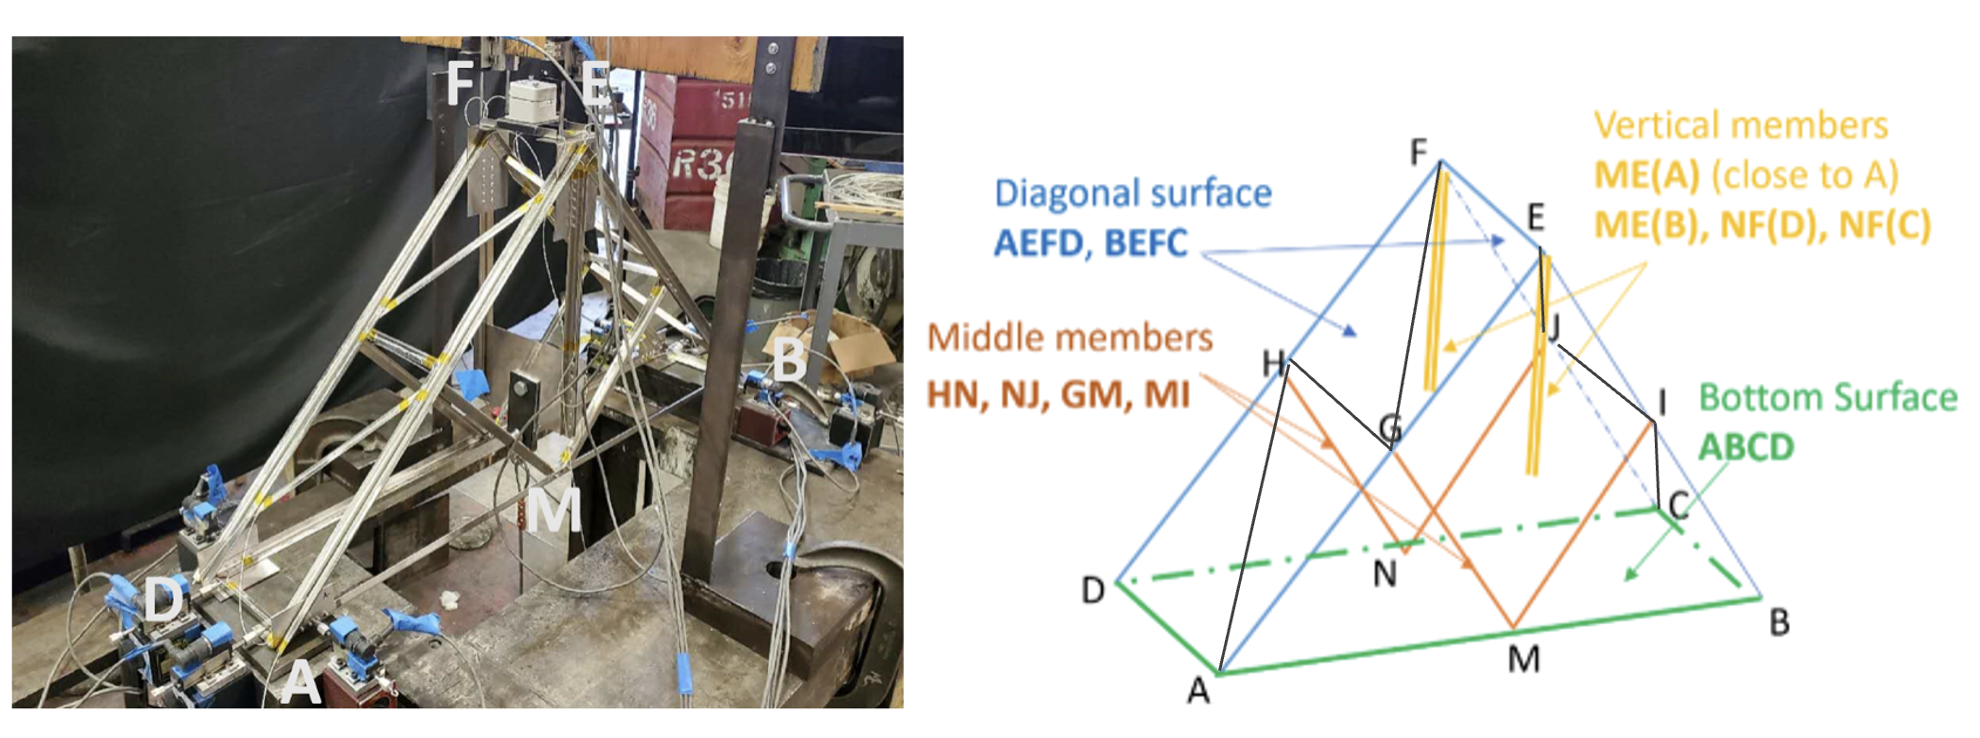 F
E
'51
R3
B
M
D
A
F
E
Vertical members
ME(A) (close to A)
ME(B), NF(D), NF(C)
Diagonal surface
AEFD, BEFC
Middle members
HN, NJ, GM, MI
H
J
G
I
Bottom Surface
ABCD
C
D
N
B
M
A